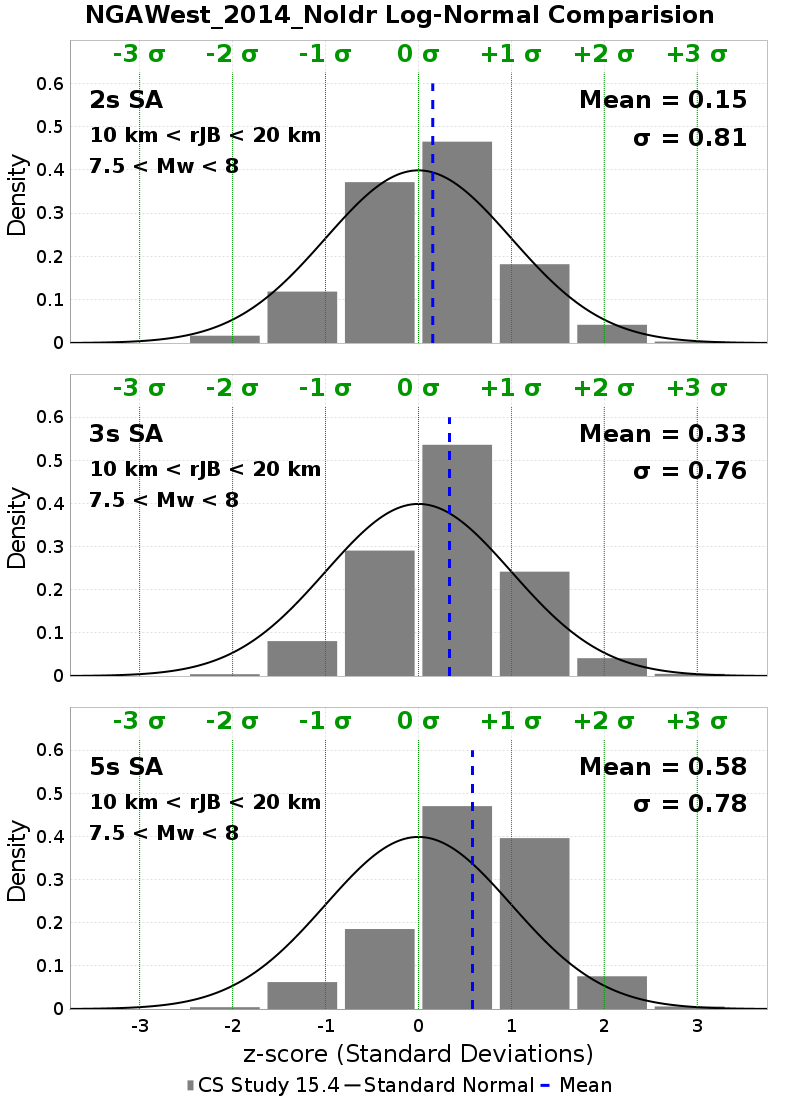 NGAWest_2014_NoIdr Log-Normal Comparision
-3 σ -2 σ -1 σ 0 σ +1 σ +2 σ +3 σ
0.6
2s SA Mean = 0.15
0.5
10 km < rJB < 20 km σ = 0.81
0.4
7.5 < Mw < 8
Density
0.3
0.2
0.1
0
-3 σ -2 σ -1 σ 0 σ +1 σ +2 σ +3 σ
0.6
3s SA Mean = 0.33
0.5
10 km < rJB < 20 km σ = 0.76
0.4
7.5 < Mw < 8
Density
0.3
0.2
0.1
0
-3 σ -2 σ -1 σ 0 σ +1 σ +2 σ +3 σ
0.6
5s SA Mean = 0.58
0.5
10 km < rJB < 20 km σ = 0.78
0.4
7.5 < Mw < 8
Density
0.3
0.2
0.1
0
-3 -2 -1 0 1 2 3
z-score (Standard Deviations)
CS Study 15.4 Standard Normal Mean